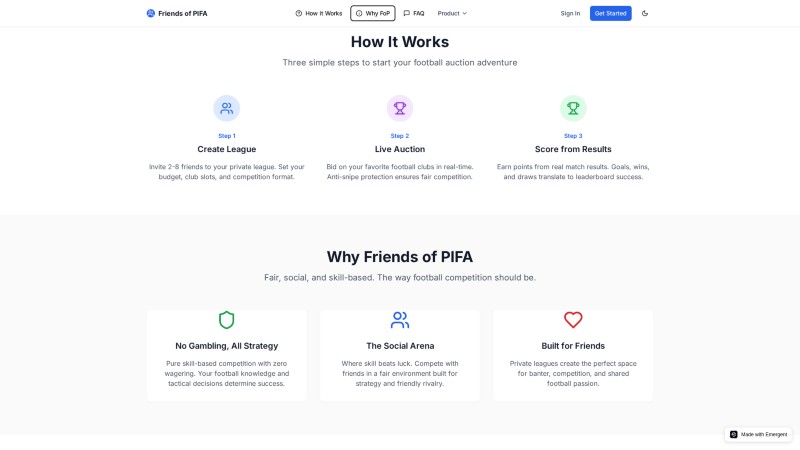 Friends of PIFA
How It Works
Why FoP
FAQ
Product
Sign In
Get Started
How It Works
Three simple steps to start your football auction adventure
Step 1
Create League
Invite 2-8 friends to your private league. Set your
budget, club slots, and competition format.
Step 2
Live Auction
Bid on your favorite football clubs in real-time.
Anti-snipe protection ensures fair competition.
Step 3
Score from Results
Earn points from real match results. Goals, wins,
and draws translate to leaderboard success.
Why Friends of PIFA
Fair, social, and skill-based. The way football competition should be.
No Gambling, All Strategy
Pure skill-based competition with zero
wagering. Your football knowledge and
tactical decisions determine success.
The Social Arena
Where skill beats luck. Compete with
friends in a fair environment built for
strategy and friendly rivalry.
Built for Friends
Private leagues create the perfect space
for banter, competition, and shared
football passion.
Made with Emergent